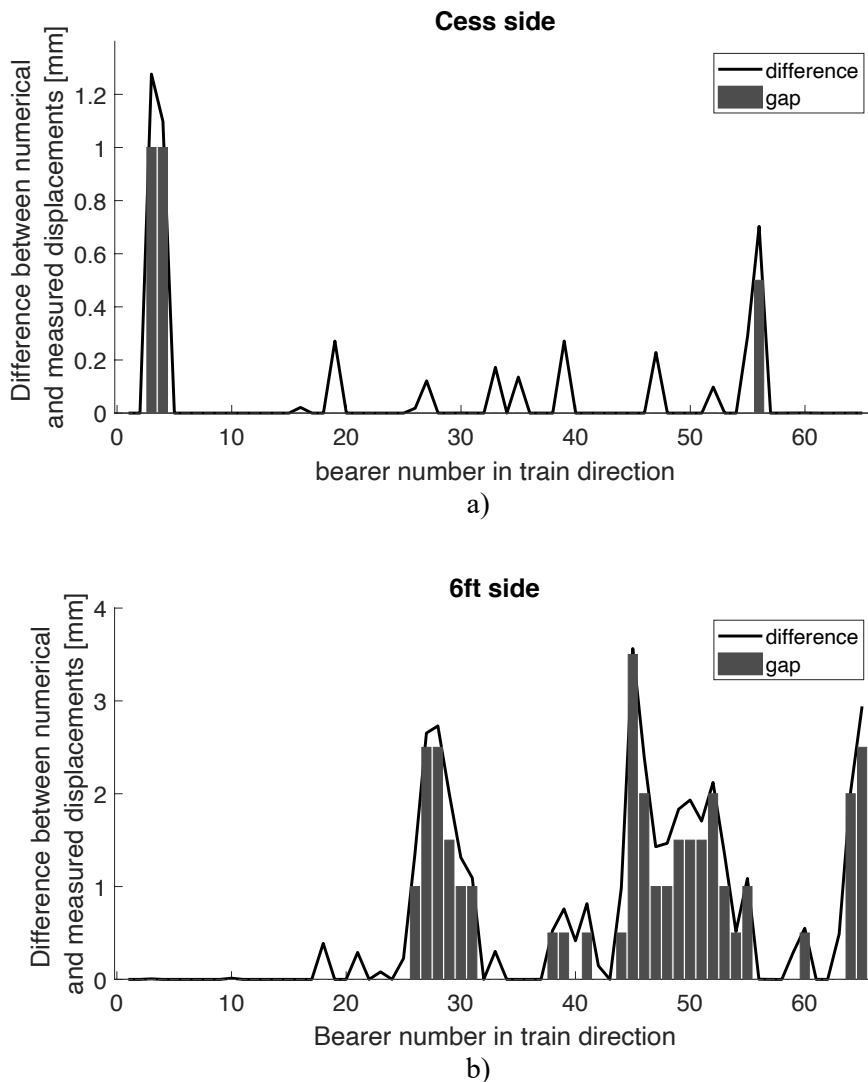 Cess side
Difference between numerical
and measured displacements [mm]
1.2
1
0.8
0.6
0.4
0.2
0
difference
gap
0 10 20 30 40 50 60
bearer number in train direction
a)
6ft side
Difference between numerical
and measured displacements [mm]
4
3
2
1
0
difference
gap
0 10 20 30 40 50 60
Bearer number in train direction
b)